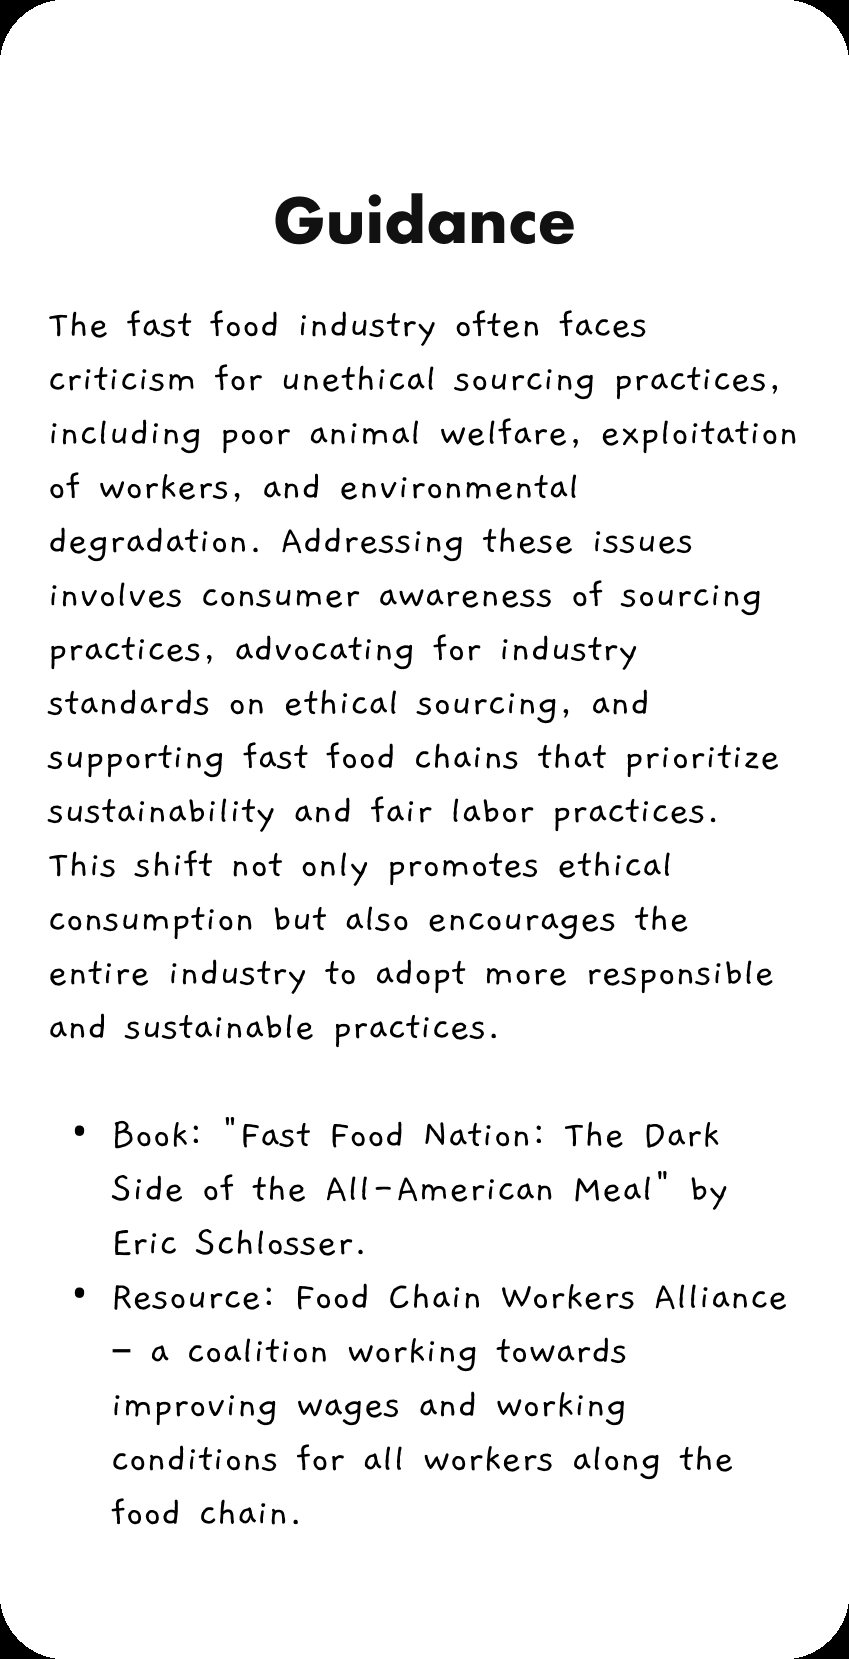 Guidance
The fast food industry often faces
criticism for unethical sourcing practices,
including poor animal welfare, exploitation
of workers, and environmental
degradation. Addressing these issues
involves consumer awareness of sourcing
practices, advocating for industry
standards on ethical sourcing, and
supporting fast food chains that prioritize
sustainability and fair labor practices.
This shift not only promotes ethical
consumption but also encourages the
entire industry to adopt more responsible
and sustainable practices.
• Book: "Fast Food Nation: The Dark
Side of the All-American Meal" by
Eric Schlosser.
• Resource: Food Chain Workers Alliance
– a coalition working towards
improving wages and working
conditions for all workers along the
food chain.